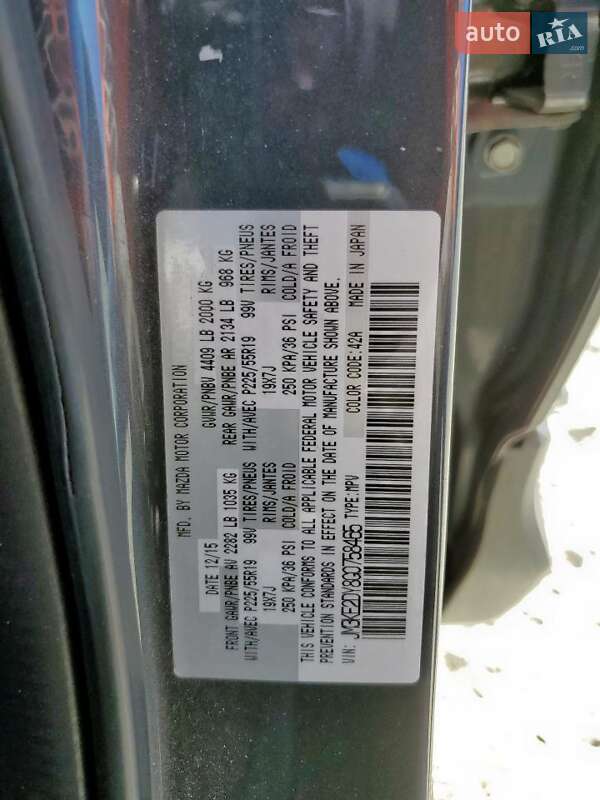 auto RIA.com
MFD. BY MAZDA MOTOR CORPORATION
DATE 12/15 GVWR/PNBV 4409 LB 2000 KG
FRONT GAWR/PNBE AV 2282 LB 1035 KG REAR GAWR/PNBE AR 2134 LB 968 KG
WITH/AVEC P225/55R19 99V TIRES/PNEUS WITH/AVEC P225/55R19 99V TIRES/PNEUS
19X7J RIMS/JANTES 19X7J RIMS/JANTES
250 KPA/36 PSI COLD/A FROID 250 KPA/36 PSI COLD/A FROID
THIS VEHICLE CONFORMS TO ALL APPLICABLE FEDERAL MOTOR VEHICLE SAFETY AND THEFT
PREVENTION STANDARDS IN EFFECT ON THE DATE OF MANUFACTURE SHOWN ABOVE.
VIN: JM3KE2DY8G0758465 TYPE:MPV COLOR CODE:42A MADE IN JAPAN